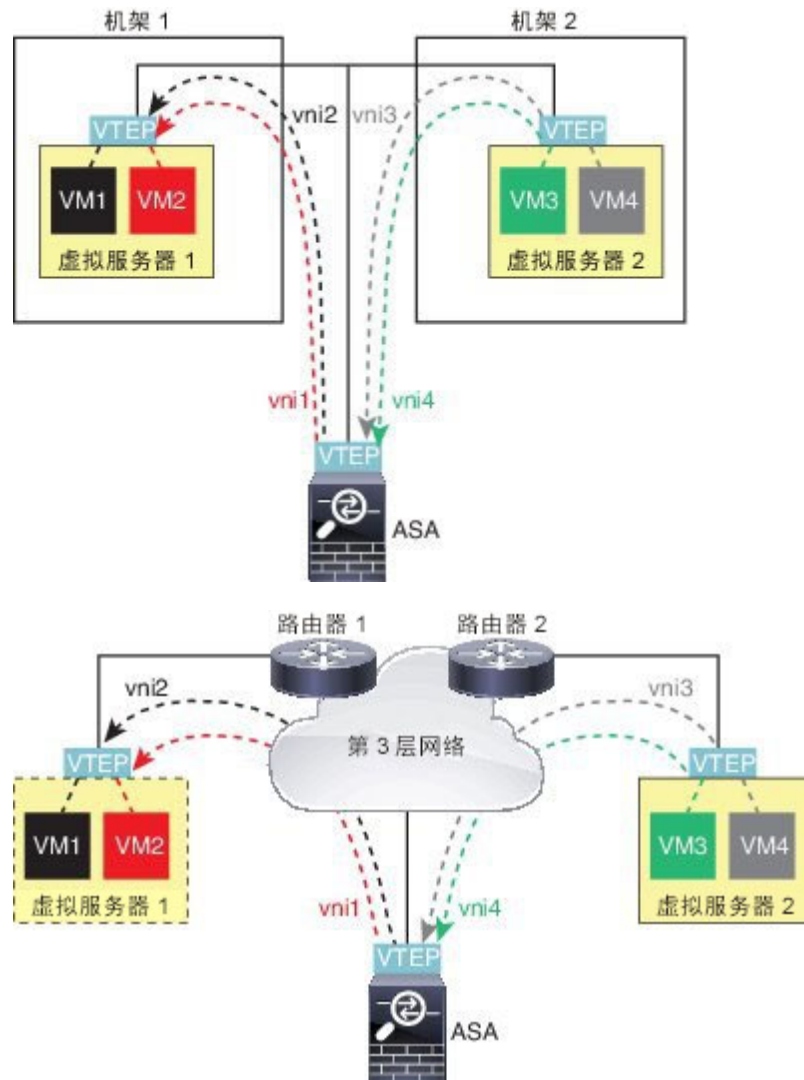 机架 1
机架 2
vni2
vni3
VTEP
VTEP
VM1
VM2
VM3
VM4
虚拟服务器 1
虚拟服务器 2
vni1
vni4
VTEP
ASA
路由器 1
路由器 2
vni2
vni3
第 3 层网络
VTEP
VTEP
VM1
VM2
VM3
VM4
虚拟服务器 1
虚拟服务器 2
vni1
vni4
VTEP
ASA